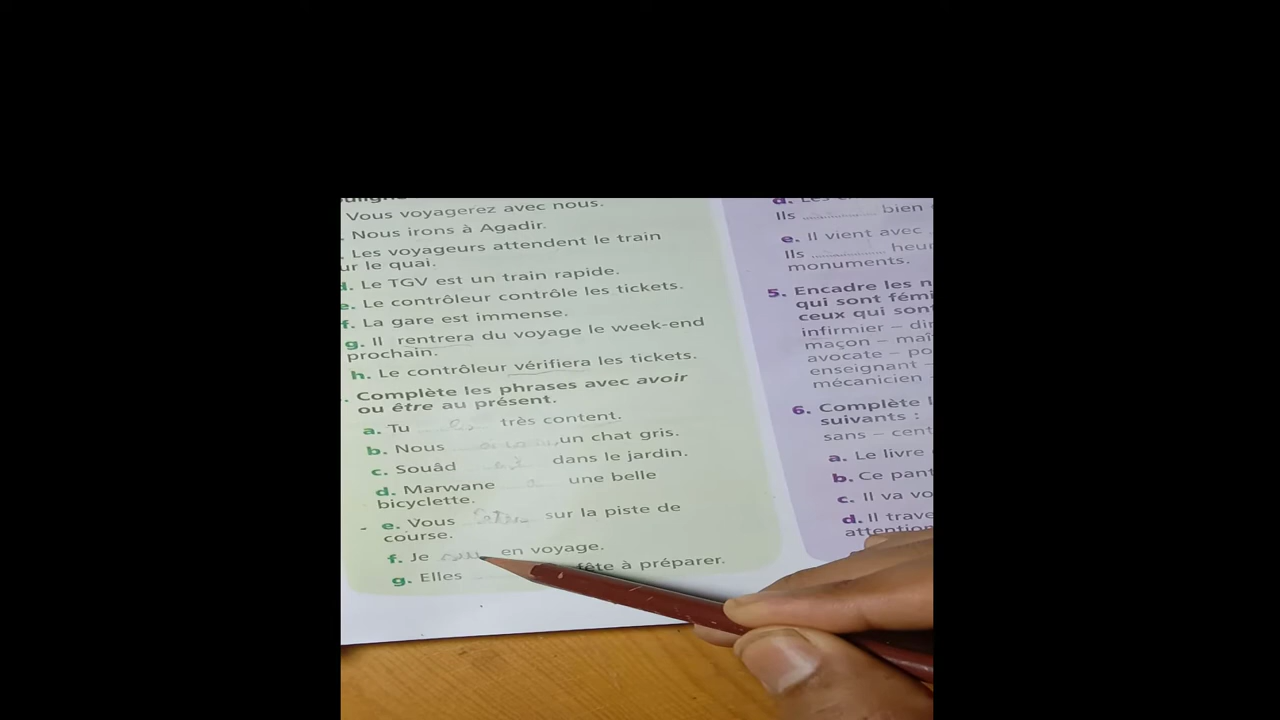 Vous voyagerez avec nous.
Nous irons à Agadir.
Les voyageurs attendent le train
ur le quai.
d. Le TGV est un train rapide.
e. Le contrôleur contrôle les tickets.
f. La gare est immense.
g. Il rentrera du voyage le week-end
prochain.
h. Le contrôleur vérifiera les tickets.
Complète les phrases avec avoir
ou être au présent.
a. Tu es très content.
b. Nous avons un chat gris.
c. Souâd est dans le jardin.
d. Marwane a une belle
bicyclette.
e. Vous êtes sur la piste de
course.
f. Je en voyage.
g. Elles fête à préparer.
Ils ............ bien
e. Il vient avec
Ils ............ heu
monuments.
5. Encadre les n
qui sont fémi
ceux qui sont
infirmier – di
maçon – maî
avocate – po
enseignant –
mécanicien
6. Complète l
suivants :
sans – cent
a. Le livre
b. Ce pant
c. Il va vo
d. Il trave
attention